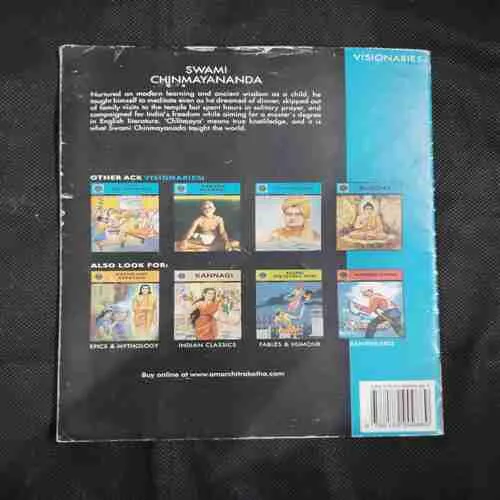 SWAMI
CHINMAYANANDA
VISIONARIES
Nurtured on modern learning and ancient wisdom as a child, he
taught himself to meditate even as he dreamed of dinner, skipped out
of family visits to the temple but spent hours in solitary prayer, and
campaigned for India's freedom while aiming for a master's degree
in English literature. 'Chinmaya' means true knowledge, and it is
what Swami Chinmayananda taught the world.
OTHER ACK VISIONARIES:
BUDDHA
ALSO LOOK FOR:
KANNAGI
EPICS & MYTHOLOGY
INDIAN CLASSICS
FABLES & HUMOUR
BRAVEHEARTS
Buy online at www.amarchitrakatha.com